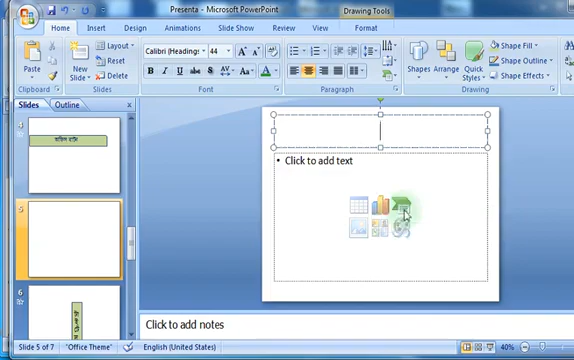 Presenta - Microsoft PowerPoint
Drawing Tools
Home
Insert
Design
Animations
Slide Show
Review
View
Format
Paste
New
Slide
Layout
Reset
Delete
Calibri (Headings)
44
B I U abc S AV Aa A
Shapes
Arrange
Quick
Styles
Shape Fill
Shape Outline
Shape Effects
Clipboard
Slides
Font
Paragraph
Drawing
Slides
Outline
4
5
6
• Click to add text
Click to add notes
Slide 5 of 7
"Office Theme"
English (United States)
40%